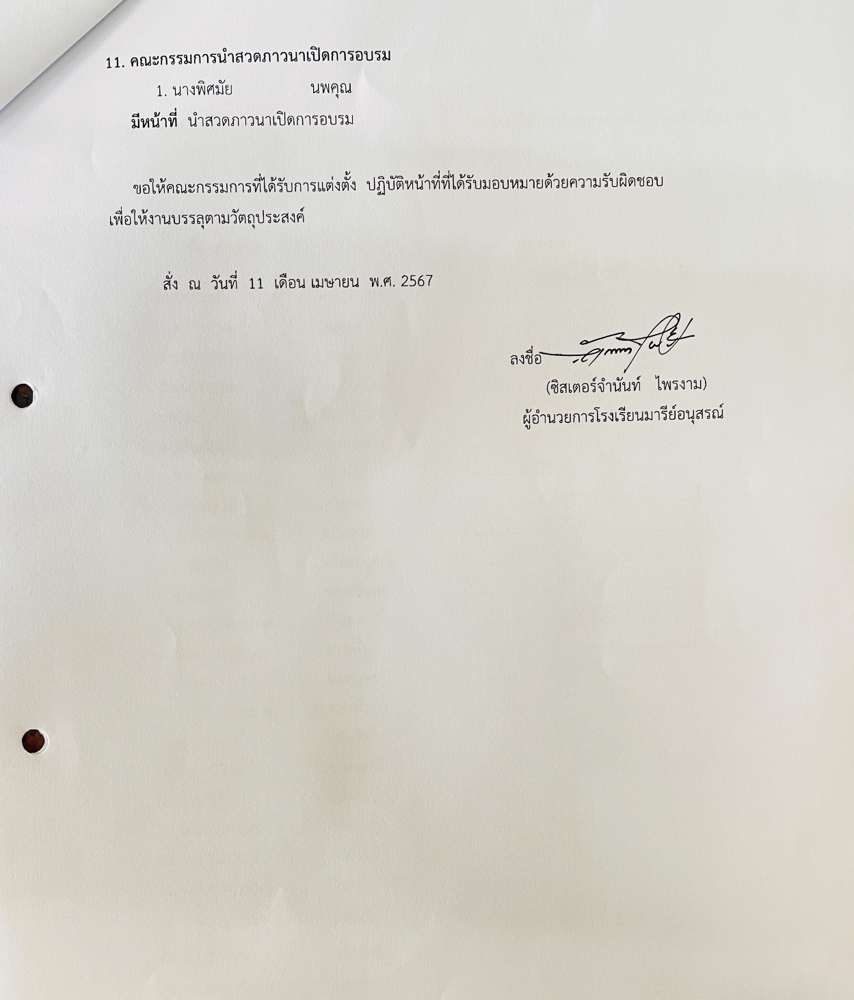 11. คณะกรรมการนำสวดภาวนาเปิดการอบรม
1. นางพิศมัย นพคุณ
มีหน้าที่ นำสวดภาวนาเปิดการอบรม
ขอให้คณะกรรมการที่ได้รับการแต่งตั้ง ปฏิบัติหน้าที่ที่ได้รับมอบหมายด้วยความรับผิดชอบ
เพื่อให้งานบรรลุตามวัตถุประสงค์
สั่ง ณ วันที่ 11 เดือน เมษายน พ.ศ. 2567
ลงชื่อ
(ซิสเตอร์จำนันท์ ไพรงาม)
ผู้อำนวยการโรงเรียนมารีย์อนุสรณ์